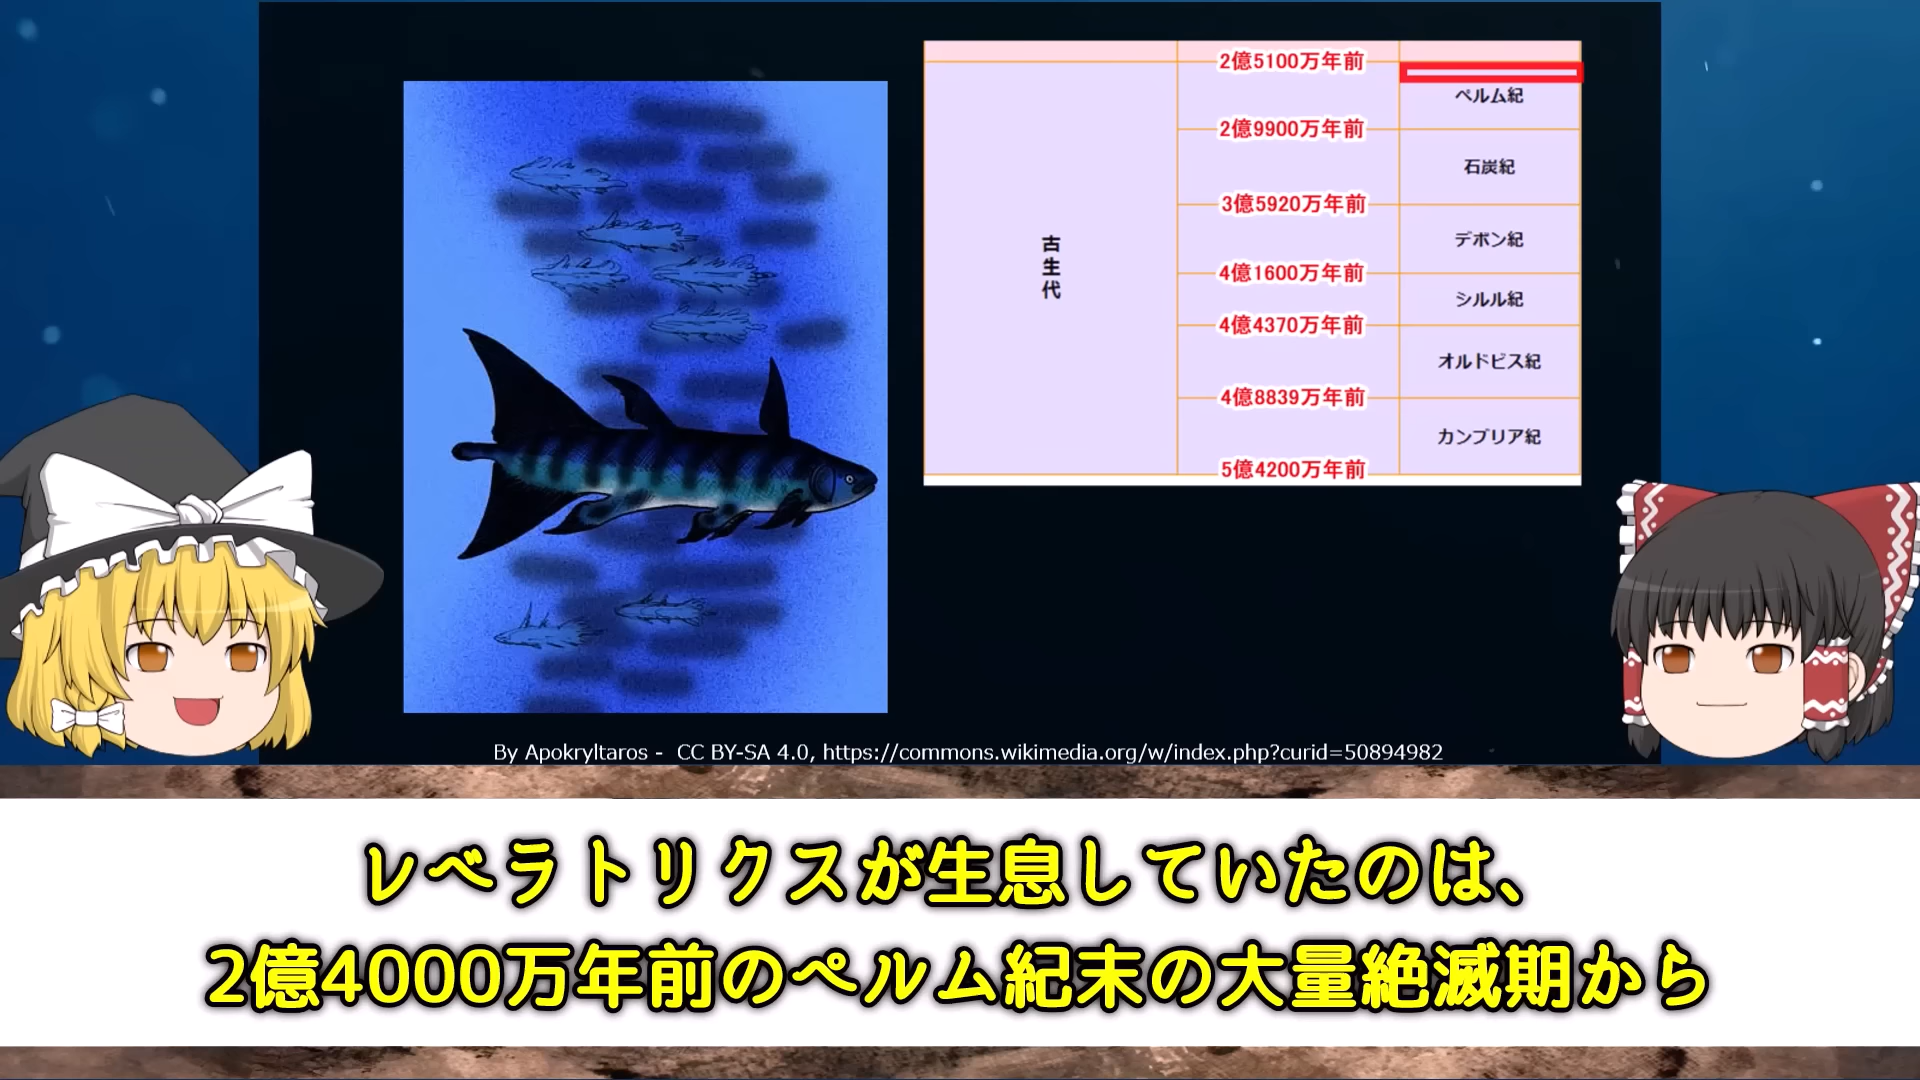 2億5100万年前
ペルム紀
2億9900万年前
石炭紀
3億5920万年前
デボン紀
古生代
4億1600万年前
シルル紀
4億4370万年前
オルドビス紀
4億8839万年前
カンブリア紀
5億4200万年前
By Apokryltaros -  CC BY-SA 4.0, https://commons.wikimedia.org/w/index.php?curid=50894982
レベラトリクスが生息していたのは、
2億4000万年前のペルム紀末の大量絶滅期から